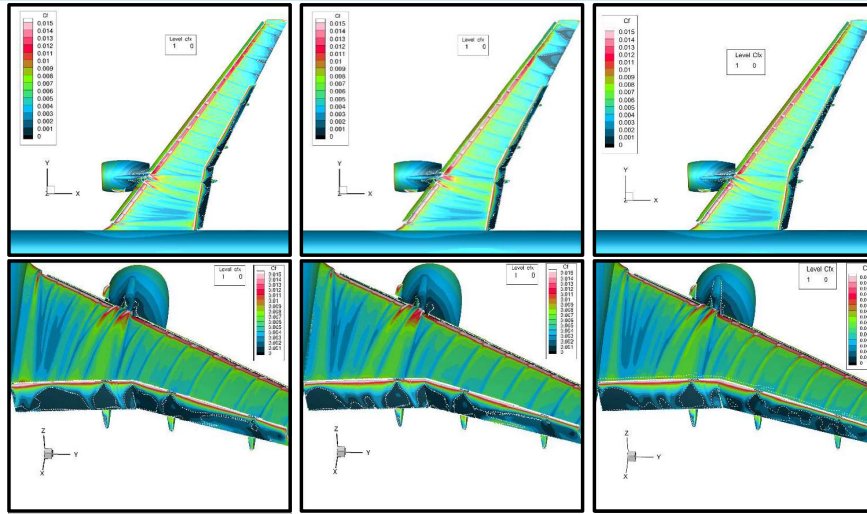 Cf
0.015
0.014
0.013
0.012
0.011
0.01
0.009
0.008
0.007
0.006
0.005
0.004
0.003
0.002
0.001
0
Level cfx
1 0
Y
Z X
Cf
0.015
0.014
0.013
0.012
0.011
0.01
0.009
0.008
0.007
0.006
0.005
0.004
0.003
0.002
0.001
0
Level cfx
1 0
Y
Z X
Cf
0.015
0.014
0.013
0.012
0.011
0.01
0.009
0.008
0.007
0.006
0.005
0.004
0.003
0.002
0.001
0
Level Cfx
1 0
Y
Z X
Level cfx
1 0
Cf
Z
Y
X
Level cfx
1 0
Cf
Z
Y
X
Level Cfx
1 0
Z
Y
X